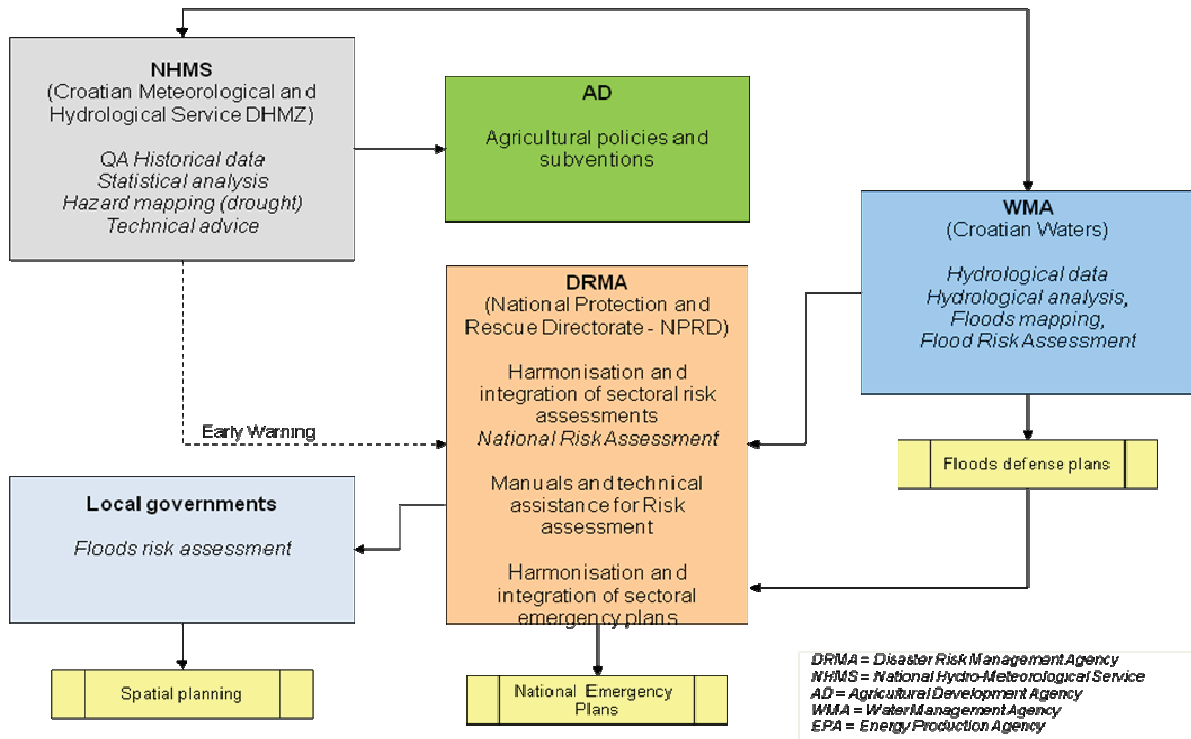 NHMS
(Croatian Meteorological and
Hydrological Service DHMZ)
QA Historical data
Statistical analysis
Hazard mapping (drought)
Technical advice
AD
Agricultural policies and
subventions
WMA
(Croatian Waters)
Hydrological data
Hydrological analysis,
Floods mapping,
Flood Risk Assessment
DRMA
(National Protection and
Rescue Directorate - NPRD)
Harmonisation and
integration of sectoral risk
assessments
National Risk Assessment
Manuals and technical
assistance for Risk
assessment
Harmonisation and
integration of sectoral
emergency plans
Early Warning
Floods defense plans
Local governments
Floods risk assessment
Spatial planning
National Emergency
Plans
DRMA = Disaster Risk Management Agency
NHMS = National Hydro-Meteorological Service
AD = Agricultural Development Agency
WMA = Water Management Agency
EPA = Energy Production Agency